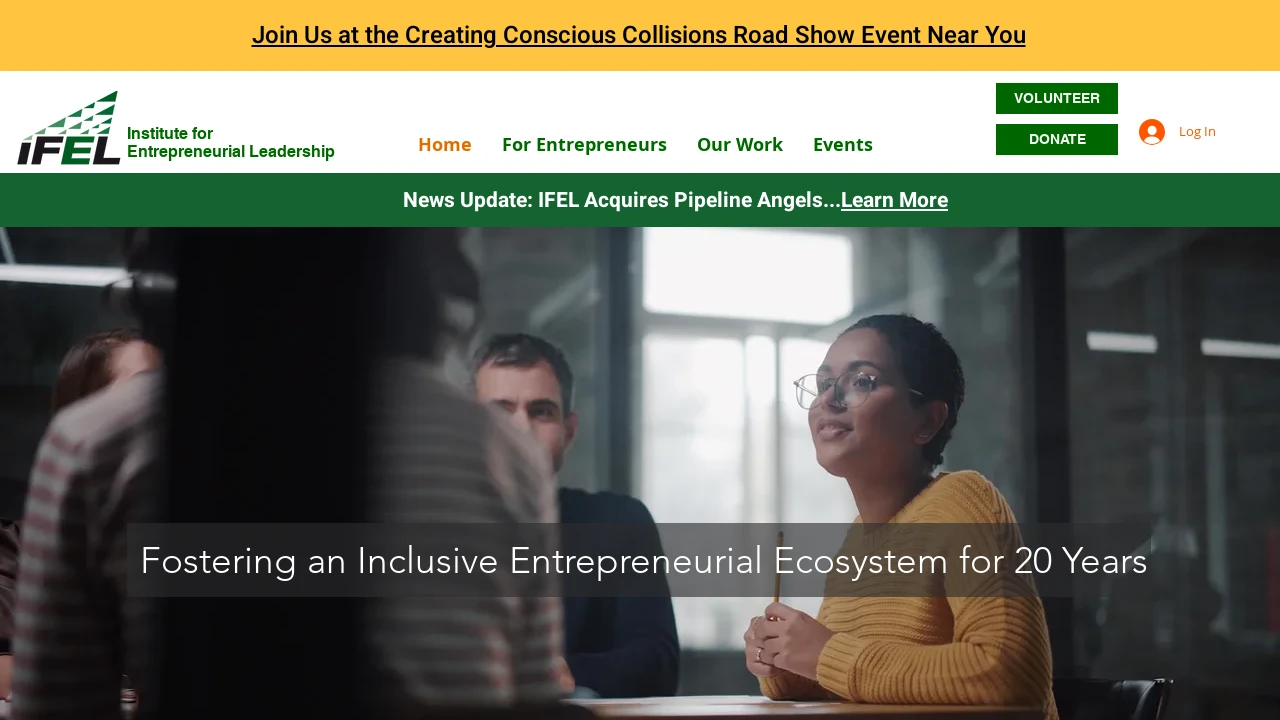 Join Us at the Creating Conscious Collisions Road Show Event Near You
VOLUNTEER
iFEL
Institute for
Entrepreneurial Leadership
Home
For Entrepreneurs
Our Work
Events
DONATE
Log In
News Update: IFEL Acquires Pipeline Angels...Learn More
Fostering an Inclusive Entrepreneurial Ecosystem for 20 Years